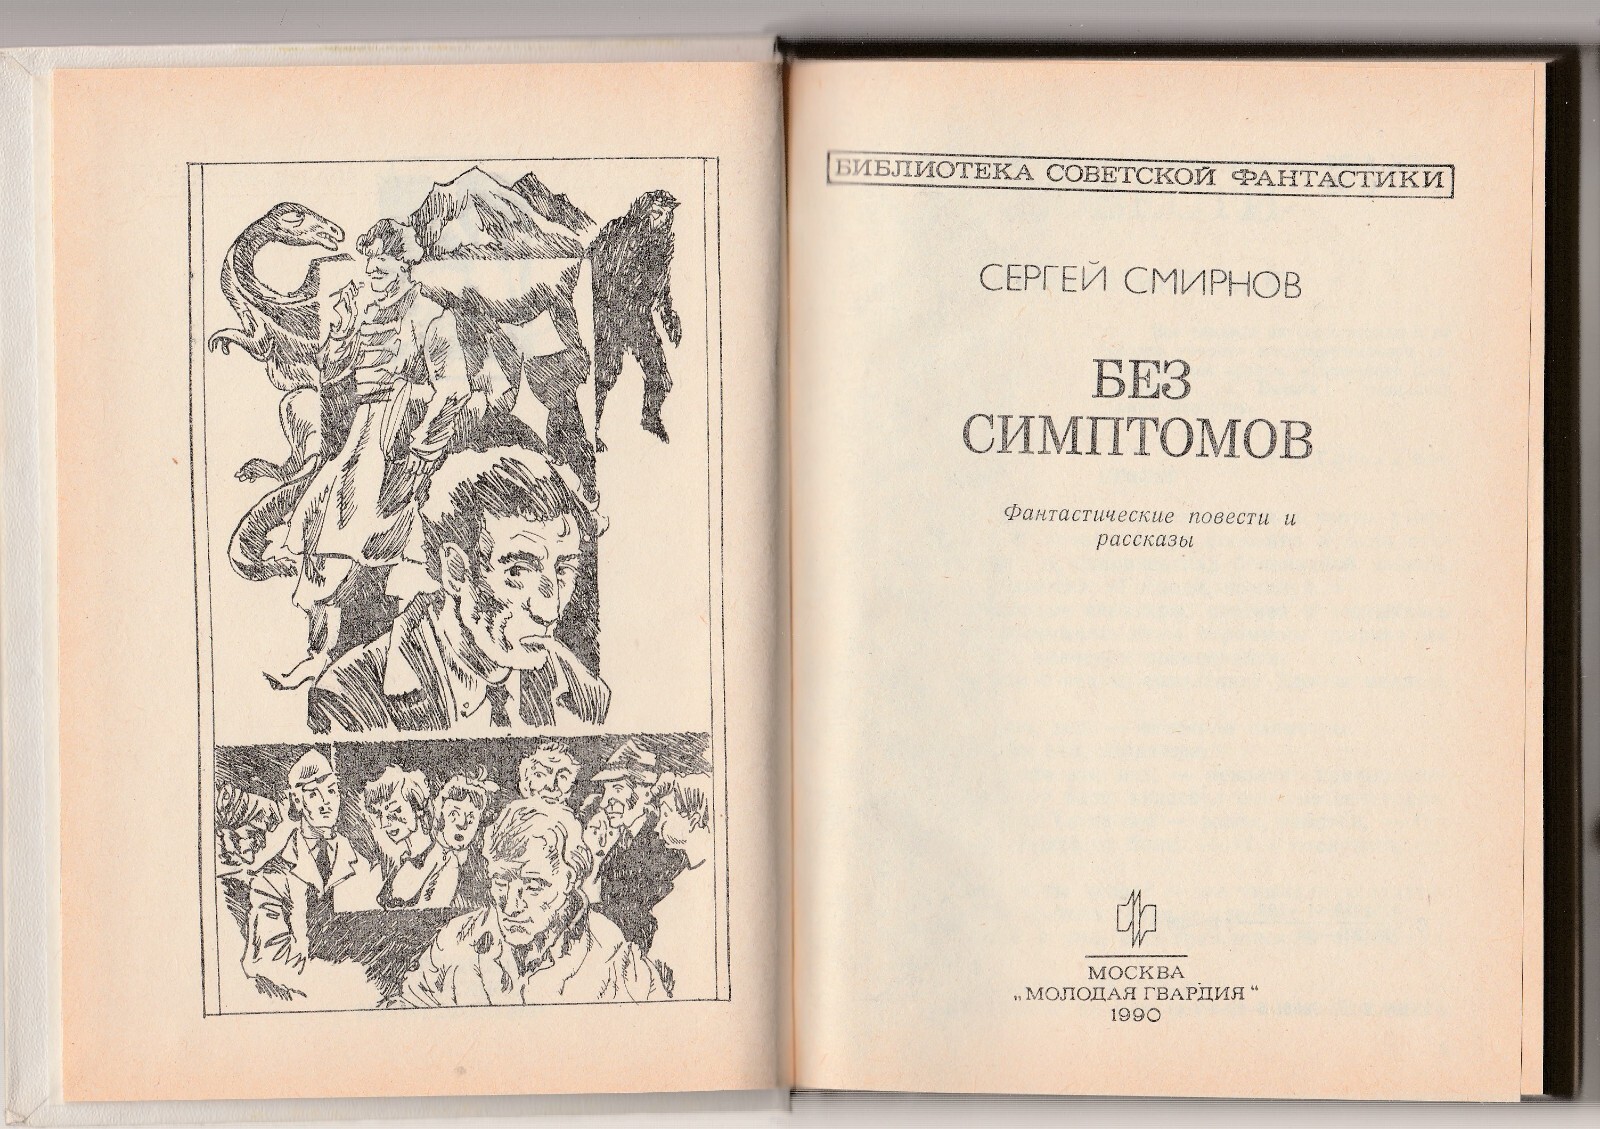 БИБЛИОТЕКА СОВЕТСКОЙ ФАНТАСТИКИ
СЕРГЕЙ СМИРНОВ
БЕЗ
СИМПТОМОВ
Фантастические повести и
рассказы
МОСКВА
„МОЛОДАЯ ГВАРДИЯ“
1990